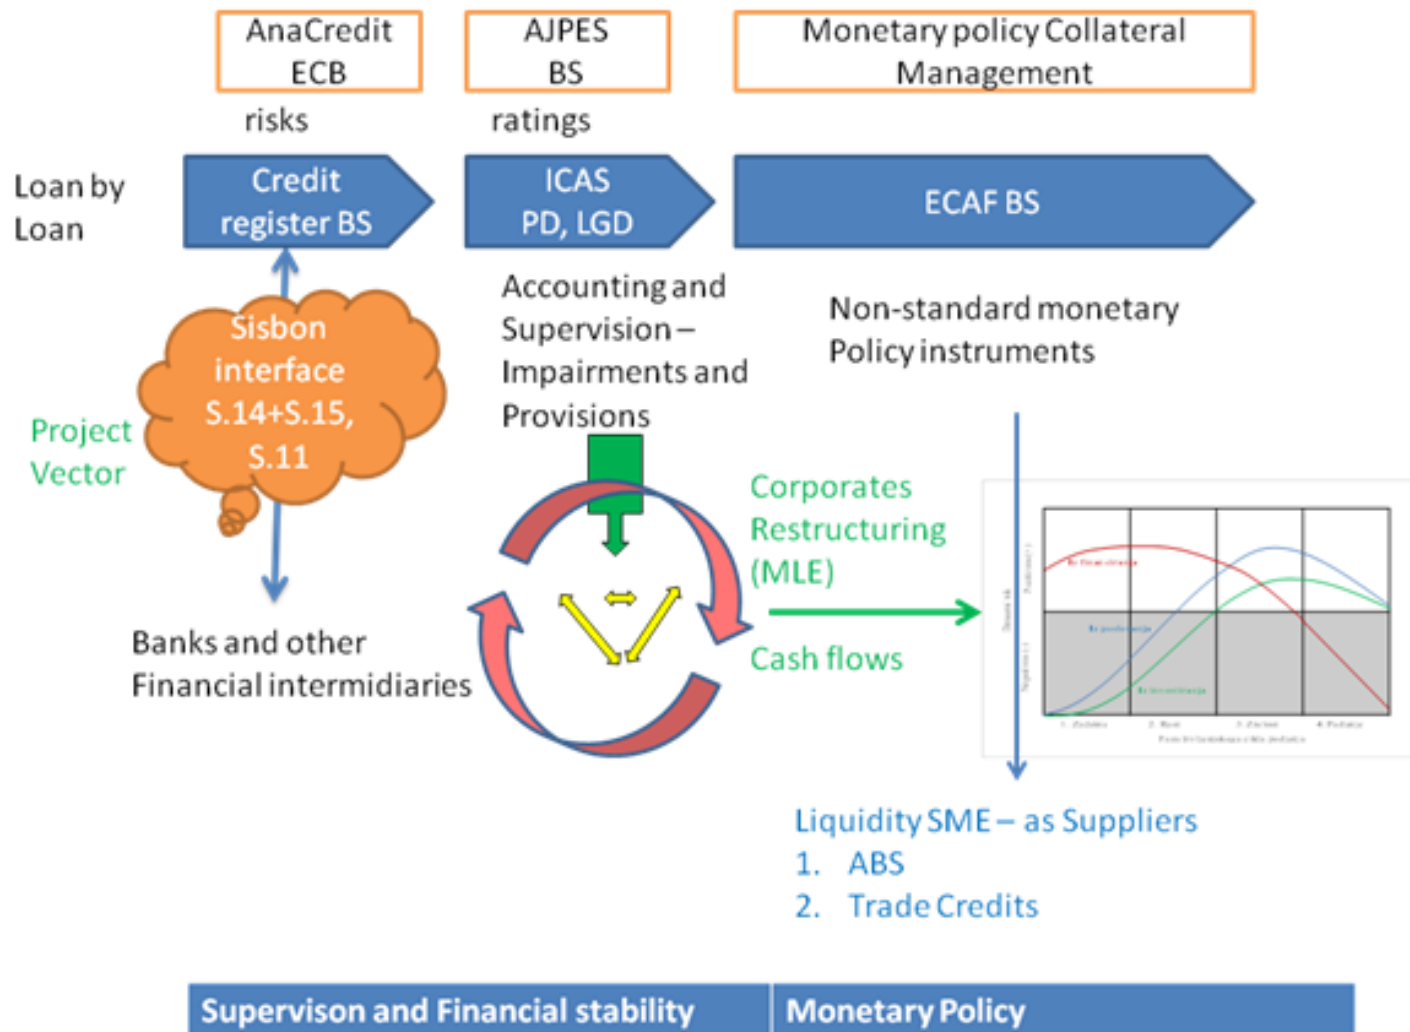 AnaCredit
ECB
AJPES
BS
Monetary policy Collateral
Management
risks
ratings
Loan by
Loan
Credit
register BS
ICAS
PD, LGD
ECAF BS
Sisbon
interface
S.14+S.15,
S.11
Accounting and
Supervision –
Impairments and
Provisions
Non-standard monetary
Policy instruments
Project
Vector
Corporates
Restructuring
(MLE)
Cash flows
Banks and other
Financial intermidiaries
Liquidity SME – as Suppliers
1. ABS
2. Trade Credits
Supervison and Financial stability
Monetary Policy